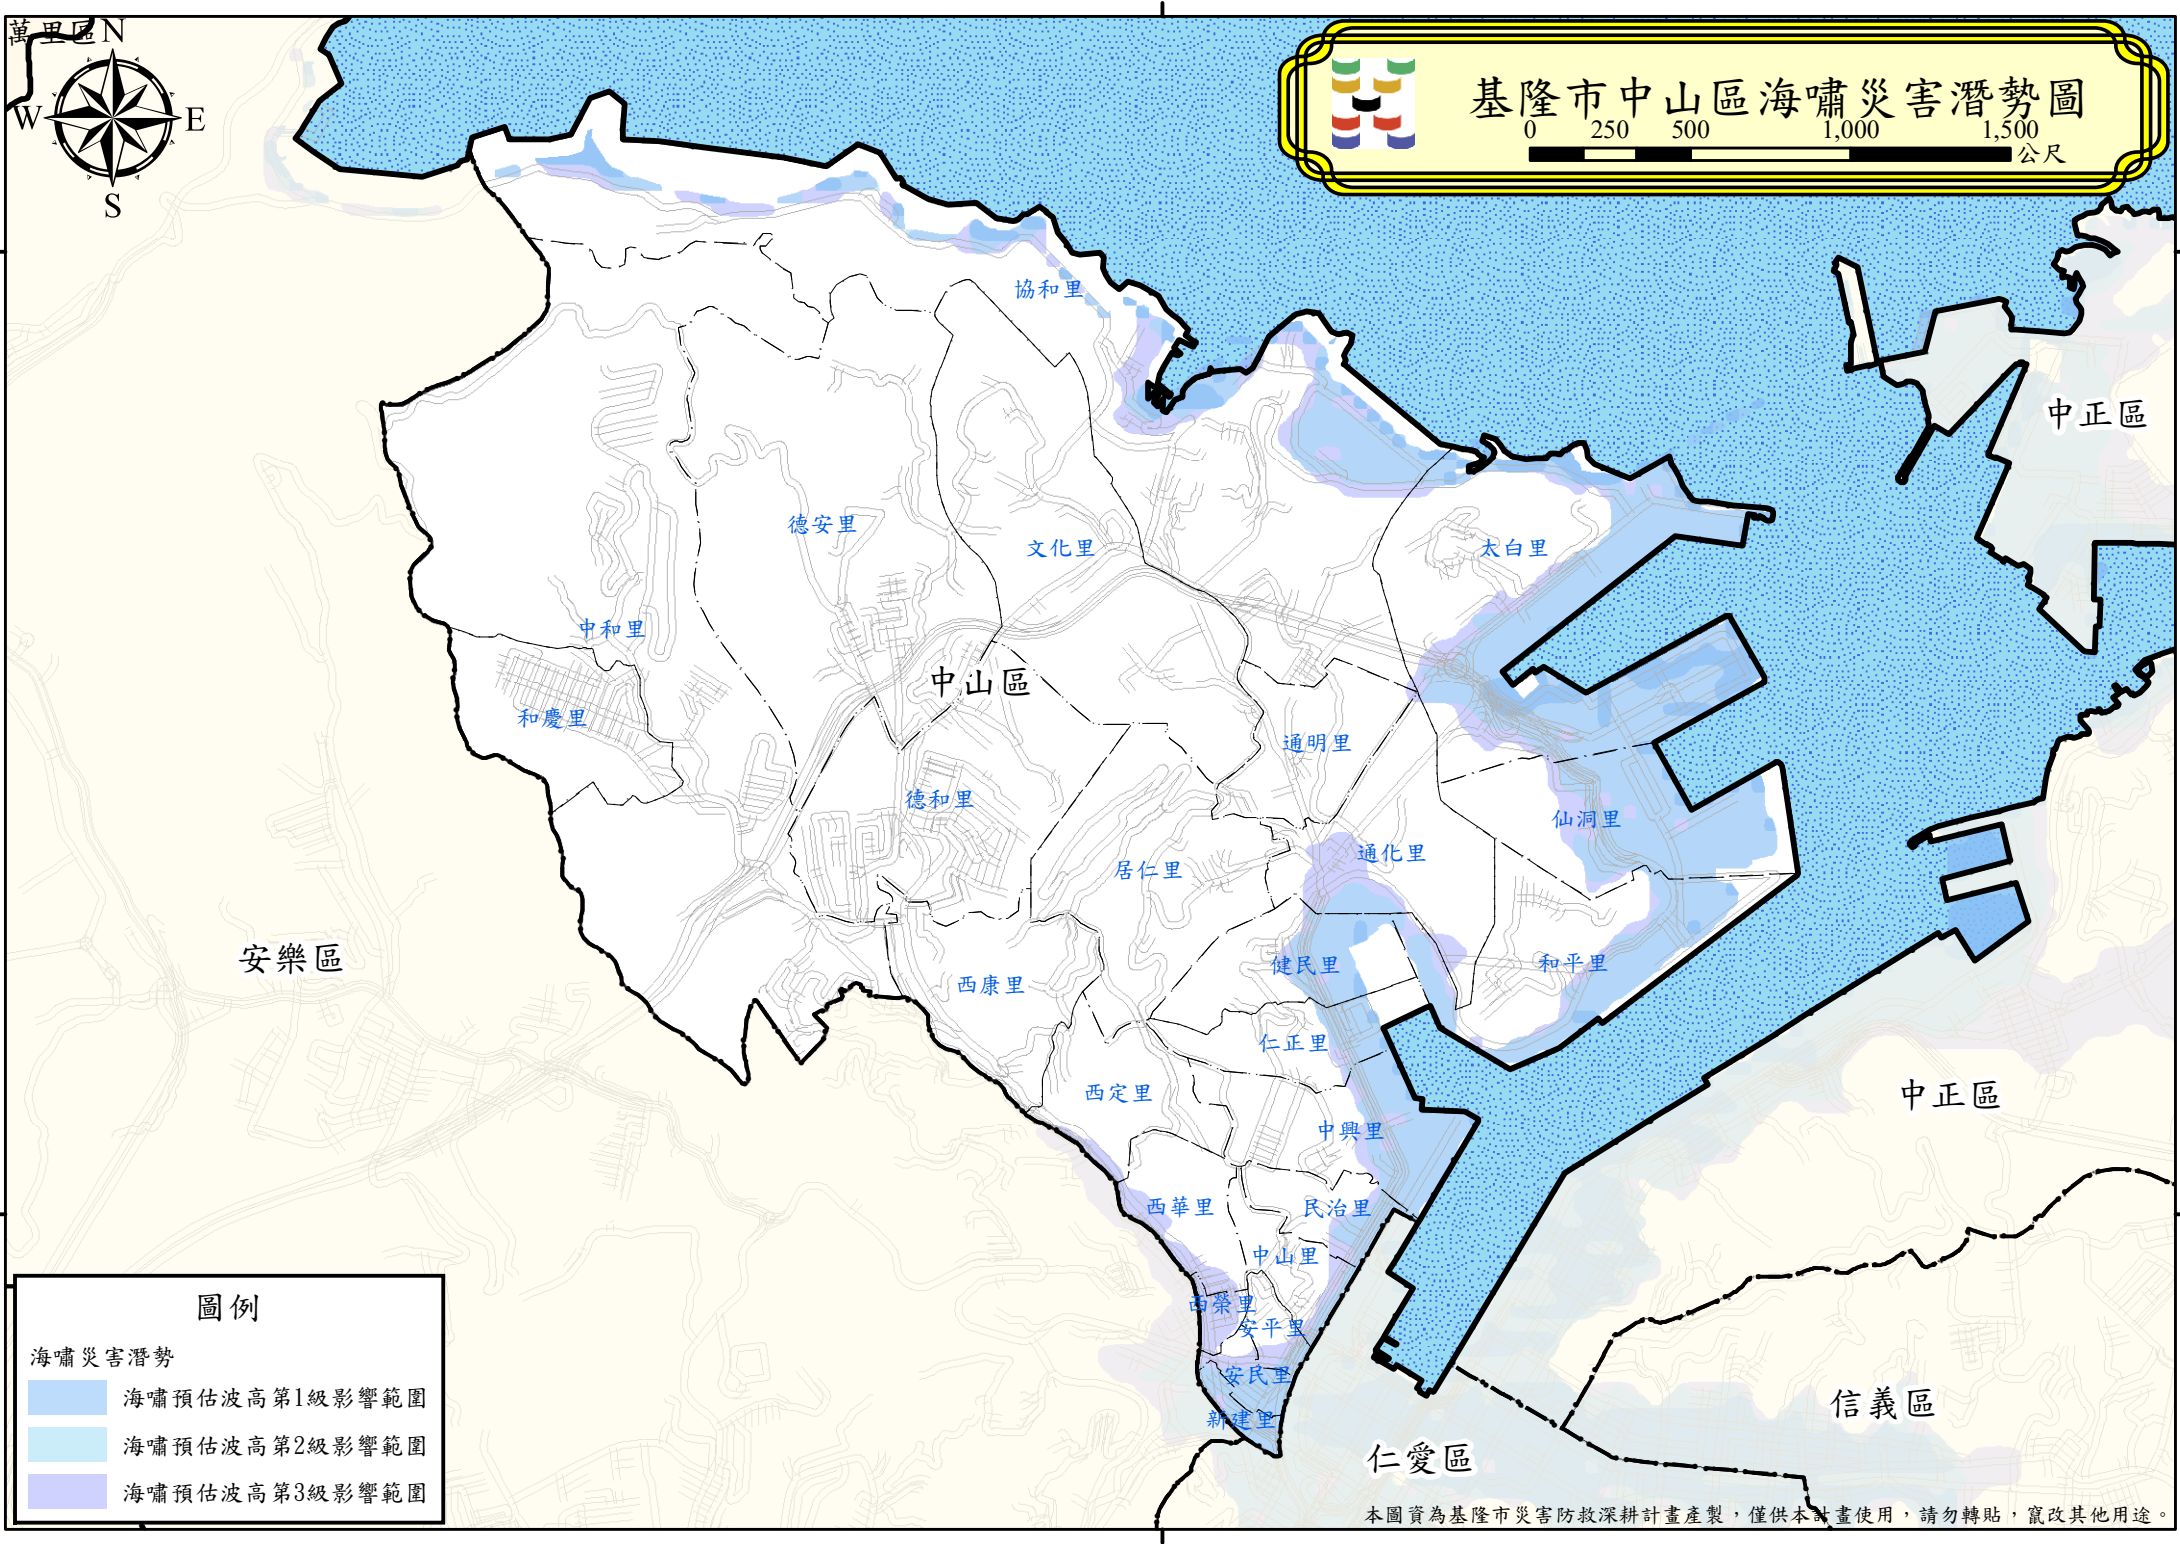 萬里區
N
W
E
S
基隆市中山區海嘯災害潛勢圖
0 250 500 1,000 1,500
公尺
協和里
中正區
德安里
文化里
太白里
中和里
中山區
和慶里
通明里
德和里
仙洞里
通化里
居仁里
安樂區
西康里
健民里
和平里
仁正里
西定里
中正區
中興里
西華里
民治里
中山里
西榮里
安平里
安民里
新建里
信義區
仁愛區
圖例
海嘯災害潛勢
海嘯預估波高第1級影響範圍
海嘯預估波高第2級影響範圍
海嘯預估波高第3級影響範圍
本圖資為基隆市災害防救深耕計畫產製，僅供本計畫使用，請勿轉貼，竄改其他用途。